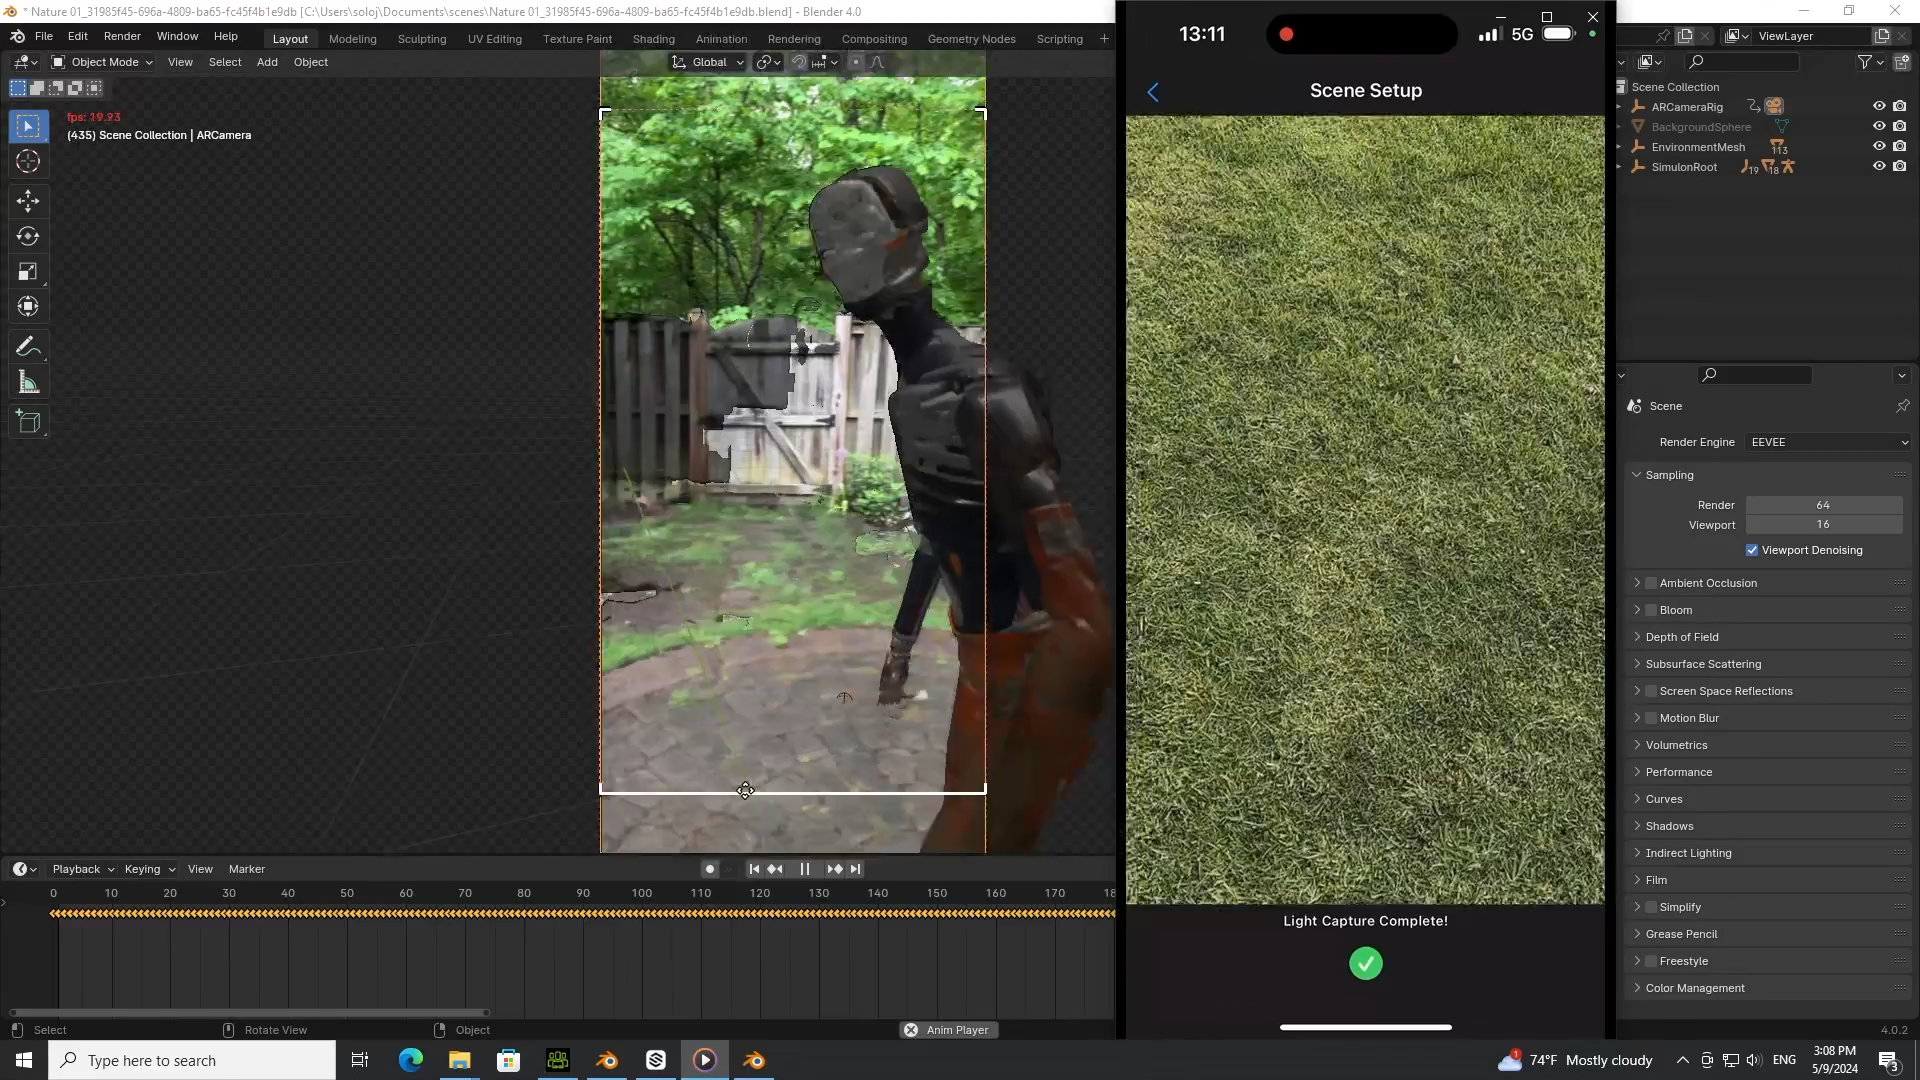 * Nature 01_31985f45-696a-4809-ba65-fc45f4b1e9db [C:\Users\soloj\Documents\scenes\Nature 01_31985f45-696a-4809-ba65-fc45f4b1e9db.blend] - Blender 4.0
File Edit Render Window Help
Layout Modeling Sculpting UV Editing Texture Paint Shading Animation Rendering Compositing Geometry Nodes Scripting +
ViewLayer
Object Mode View Select Add Object
Global
fps: 19.93
(435) Scene Collection | ARCamera
13:11
5G
Scene Setup
Light Capture Complete!
Scene Collection
ARCameraRig
BackgroundSphere
EnvironmentMesh
113
SimulonRoot
19
18
Scene
Render Engine EEVEE
Sampling
Render 64
Viewport 16
Viewport Denoising
Ambient Occlusion
Bloom
Depth of Field
Subsurface Scattering
Screen Space Reflections
Motion Blur
Volumetrics
Performance
Curves
Shadows
Indirect Lighting
Film
Simplify
Grease Pencil
Freestyle
Color Management
Playback Keying View Marker
0 10 20 30 40 50 60 70 80 90 100 110 120 130 140 150 160 170 18
Select Rotate View Object Anim Player
4.0.2
Type here to search
1
74°F Mostly cloudy
ENG
3:08 PM
5/9/2024
3